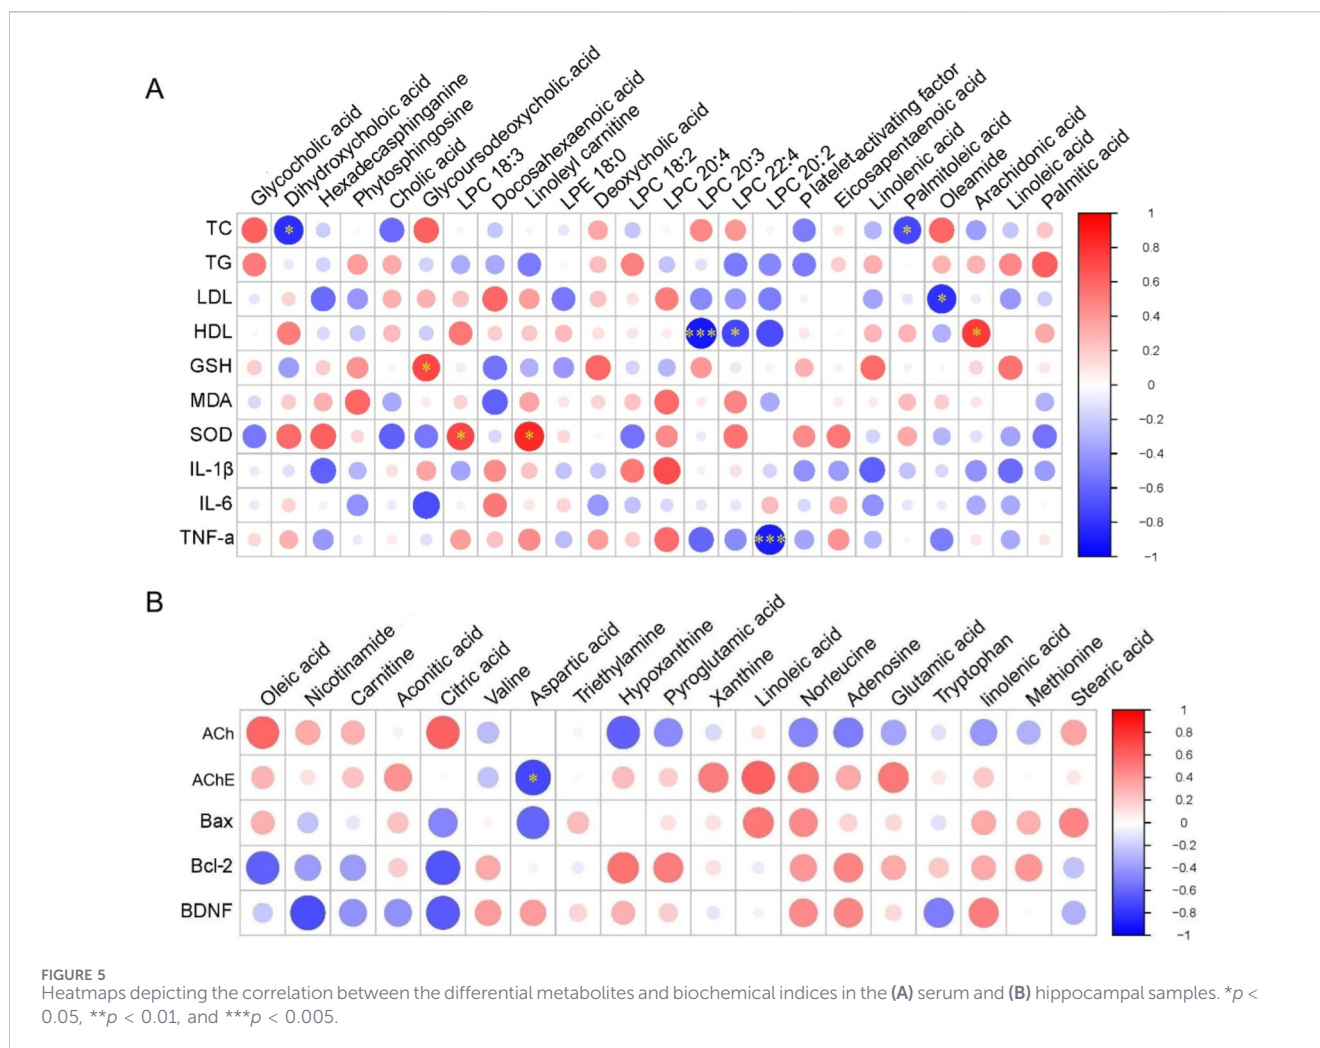 A
Glycocholic acid
Dihydroxycholoic acid
Hexadecasphinganine
Phytosphingosine
Cholic acid
Glycoursodeoxycholic.acid
LPC 18:3
Docosahexaenoic acid
Linoleyl carnitine
LPE 18:0
Deoxycholic acid
LPC 18:2
LPC 20:4
LPC 20:3
LPC 22:4
LPC 20:2
Platelet activating factor
Eicosapentaenoic acid
Linolenic acid
Palmitoleic acid
Oleamide
Arachidonic acid
Linoleic acid
Palmitic acid
TC * *
TG
LDL *
HDL *** * *
GSH *
MDA
SOD * *
IL-1β
IL-6
TNF-a ***
1
0.8
0.6
0.4
0.2
0
−0.2
−0.4
−0.6
−0.8
−1
B
Oleic acid
Nicotinamide
Carnitine
Aconitic acid
Citric acid
Valine
Aspartic acid
Triethylamine
Hypoxanthine
Pyroglutamic acid
Xanthine
Linoleic acid
Norleucine
Adenosine
Glutamic acid
Tryptophan
linolenic acid
Methionine
Stearic acid
ACh
AChE *
Bax
Bcl-2
BDNF
1
0.8
0.6
0.4
0.2
0
−0.2
−0.4
−0.6
−0.8
−1
FIGURE 5
Heatmaps depicting the correlation between the differential metabolites and biochemical indices in the (A) serum and (B) hippocampal samples. *p <
0.05, **p < 0.01, and ***p < 0.005.